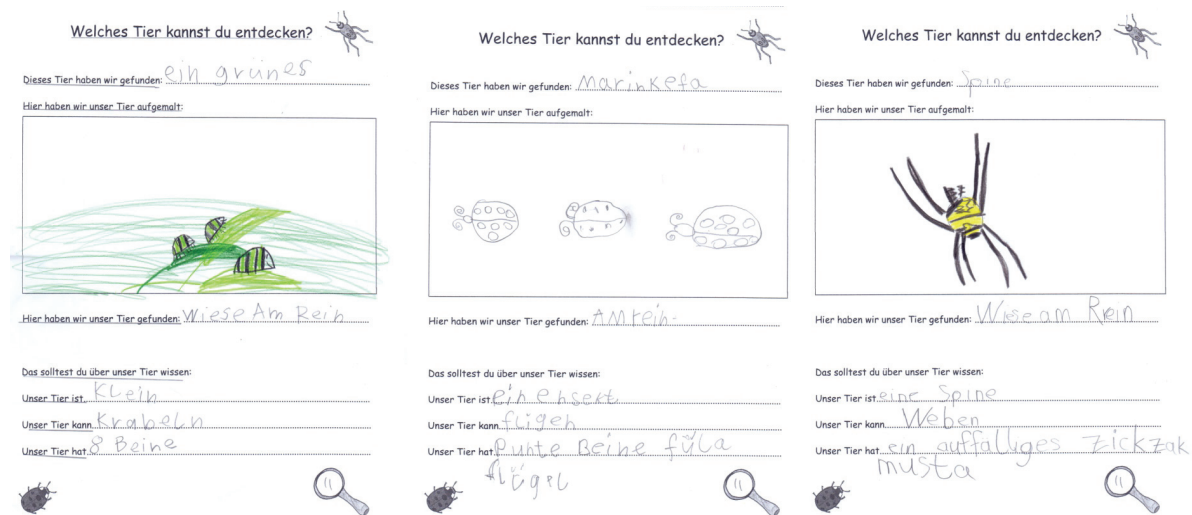 Welches Tier kannst du entdecken?
Dieses Tier haben wir gefunden: ein grünes
Hier haben wir unser Tier aufgemalt:
Hier haben wir unser Tier gefunden: Wiese Am Rein
Das solltest du über unser Tier wissen:
Unser Tier ist Klein
Unser Tier kann Krabeln
Unser Tier hat 8 Beine
Welches Tier kannst du entdecken?
Dieses Tier haben wir gefunden: Marinkefa
Hier haben wir unser Tier aufgemalt:
Hier haben wir unser Tier gefunden: AM rein
Das solltest du über unser Tier wissen:
Unser Tier ist ein ensekt
Unser Tier kann fligen
Unser Tier hat Punte Beine füla
flügel
Welches Tier kannst du entdecken?
Dieses Tier haben wir gefunden: Spine
Hier haben wir unser Tier aufgemalt:
Hier haben wir unser Tier gefunden: Wiese am Rein
Das solltest du über unser Tier wissen:
Unser Tier ist eine Spine
Unser Tier kann Weben
Unser Tier hat ein auffalliges zickzak
musta